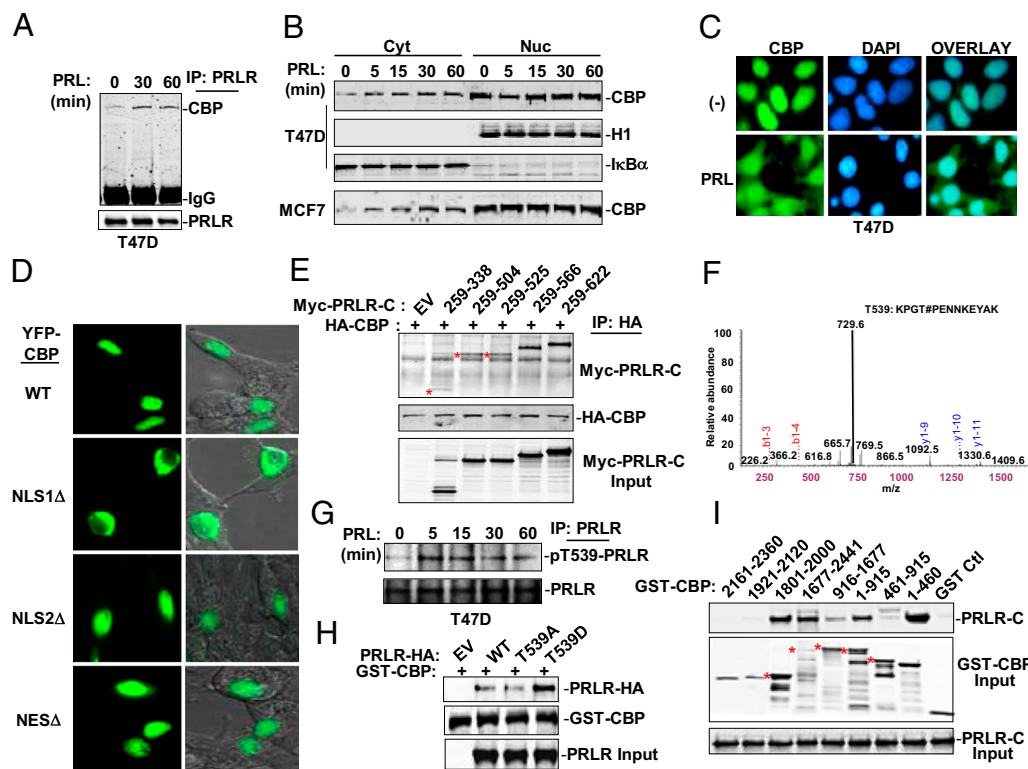 A
PRL: 0 30 60 IP: PRLR
(min)
-CBP
-IgG
-PRLR
T47D
B
Cyt Nuc
PRL: 0 5 15 30 60 0 5 15 30 60
(min)
-CBP
T47D
-H1
-IκBα
MCF7
-CBP
C
CBP DAPI OVERLAY
(-)
PRL
T47D
D
YFP-
CBP
WT
NLS1Δ
NLS2Δ
NESΔ
E
EV 259-338 259-504 259-525 259-566 259-622
Myc-PRLR-C :
HA-CBP : + + + + + +
IP: HA
Myc-PRLR-C
* * *
-HA-CBP
Myc-PRLR-C
Input
F
T539: KPGT#PENNKEYAK
Relative abundance
100
80
60
40
20
0
729.6
b1-3
b1-4
y1-9
y1-10
y1-11
226.2 366.2 616.8 665.7 769.5 866.5 1092.5 1330.6 1409.6
250 500 750 1000 1250 1500
m/z
G
PRL: 0 5 15 30 60 IP: PRLR
(min)
-pT539-PRLR
-PRLR
T47D
H
EV WT T539A T539D
PRLR-HA:
GST-CBP: + + + +
-PRLR-HA
-GST-CBP
-PRLR Input
I
2161-2360 1921-2120 1801-2000 1677-2441 916-1677 1-915 461-915 1-460 GST Ctl
GST-CBP:
-PRLR-C
* * * * *
GST-CBP
Input
-PRLR-C
Input